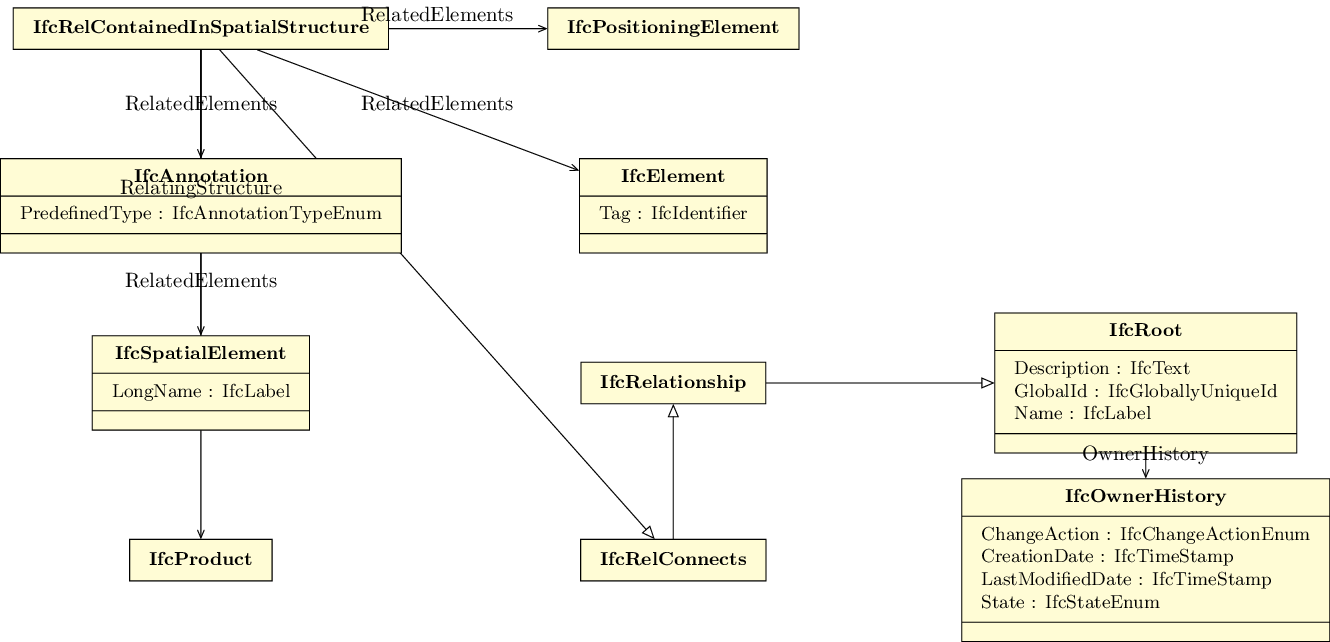 IfcRelContainedInSpatialStructure
RelatedElements
IfcPositioningElement
RelatedElements
RelatedElements
IfcAnnotation
RelatingStructure
PredefinedType : IfcAnnotationTypeEnum
IfcElement
Tag : IfcIdentifier
RelatedElements
IfcSpatialElement
LongName : IfcLabel
IfcRelationship
IfcRoot
Description : IfcText
GlobalId : IfcGloballyUniqueId
Name : IfcLabel
OwnerHistory
IfcOwnerHistory
ChangeAction : IfcChangeActionEnum
CreationDate : IfcTimeStamp
LastModifiedDate : IfcTimeStamp
State : IfcStateEnum
IfcProduct
IfcRelConnects